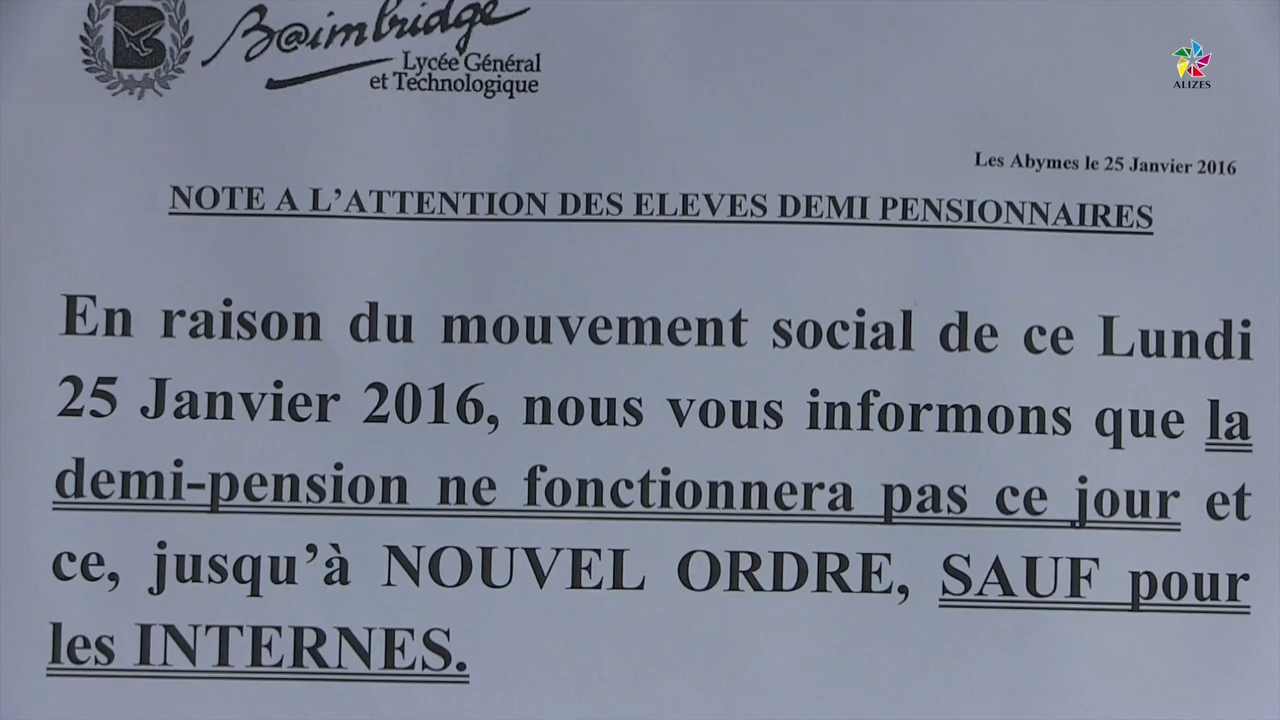 B
B@imbridge
Lycée Général
et Technologique
ALIZES
Les Abymes le 25 Janvier 2016
NOTE A L'ATTENTION DES ELEVES DEMI PENSIONNAIRES
En raison du mouvement social de ce Lundi
25 Janvier 2016, nous vous informons que la
demi-pension ne fonctionnera pas ce jour et
ce, jusqu'à NOUVEL ORDRE, SAUF pour
les INTERNES.